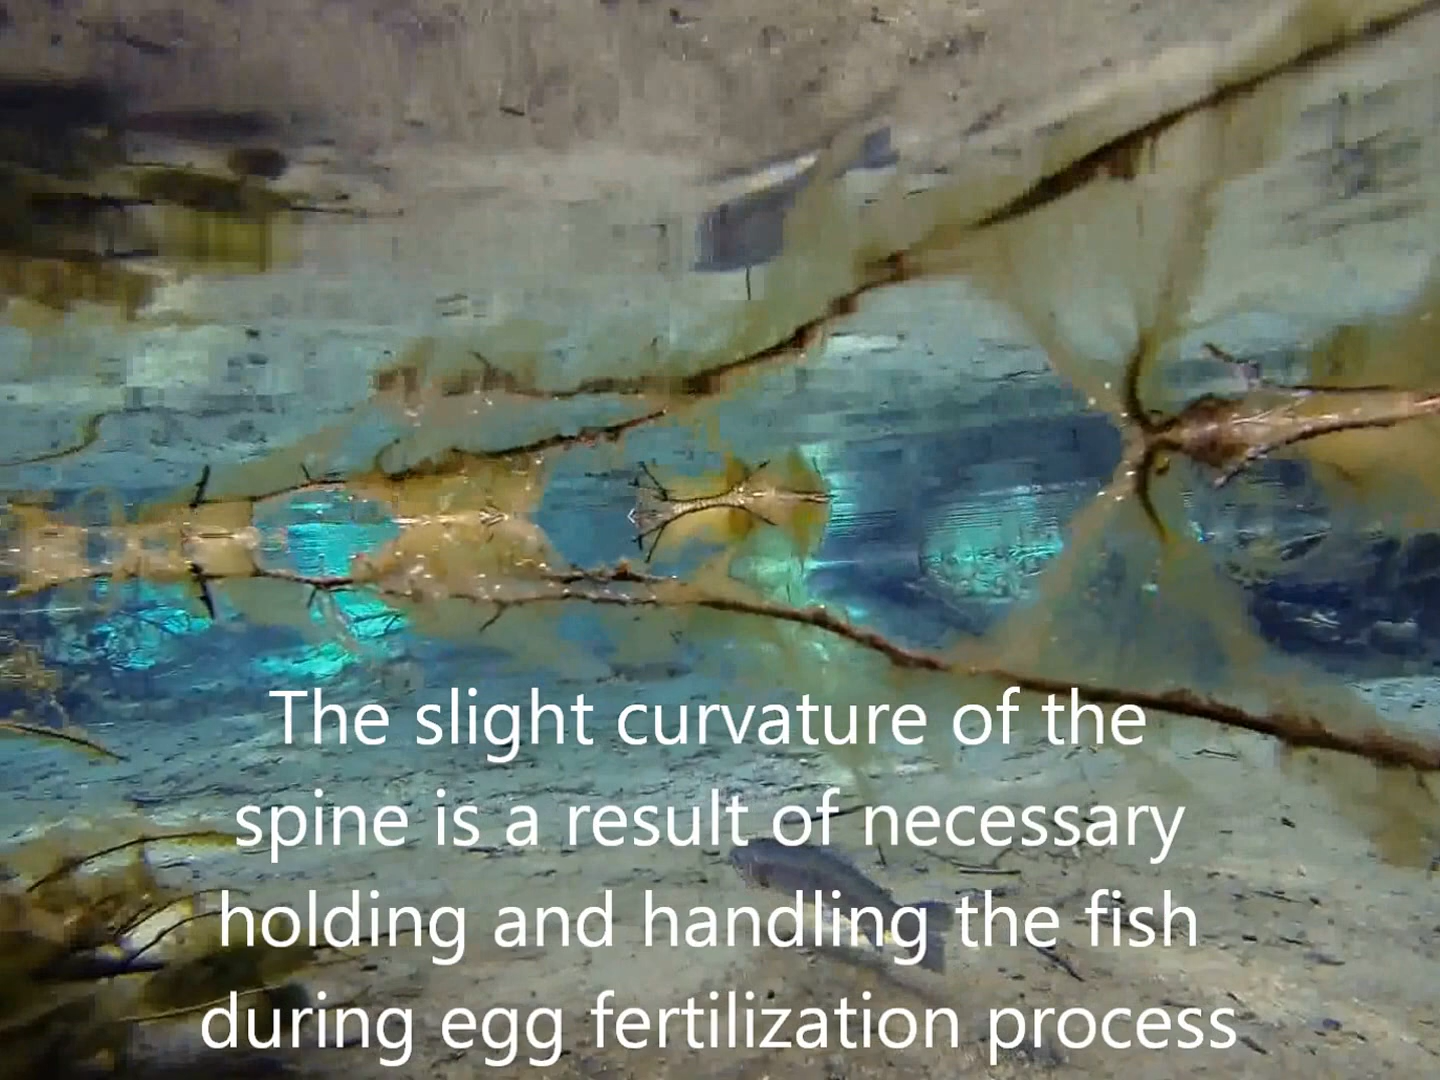 The slight curvature of the
spine is a result of necessary
holding and handling the fish
during egg fertilization process